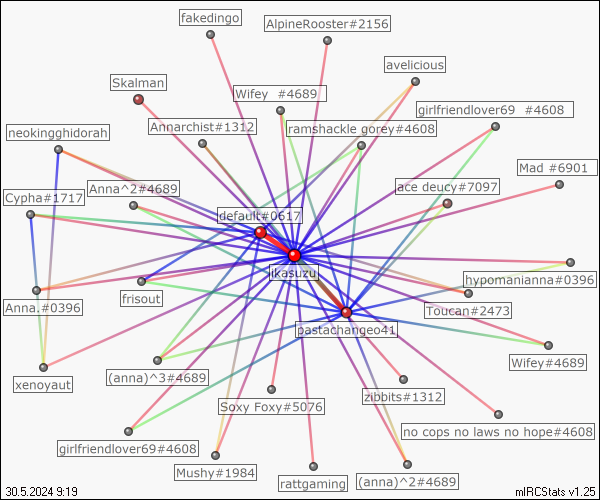 fakedingo
AlpineRooster#2156
avelicious
Skalman
Wifey #4689
girlfriendlover69 #4608
neokingghidorah
Annarchist#1312
ramshackle gorey#4608
Mad #6901
Cypha#1717
Anna^2#4689
ace deucy#7097
default#0617
ikasuzu
Anna.#0396
frisout
hypomanianna#0396
Toucan#2473
pastachangeo41
Wifey#4689
xenoyaut
(anna)^3#4689
zibbits#1312
Soxy Foxy#5076
no cops no laws no hope#4608
girlfriendlover69#4608
Mushy#1984
rattgaming
(anna)^2#4689
30.5.2024 9:19
mIRCStats v1.25